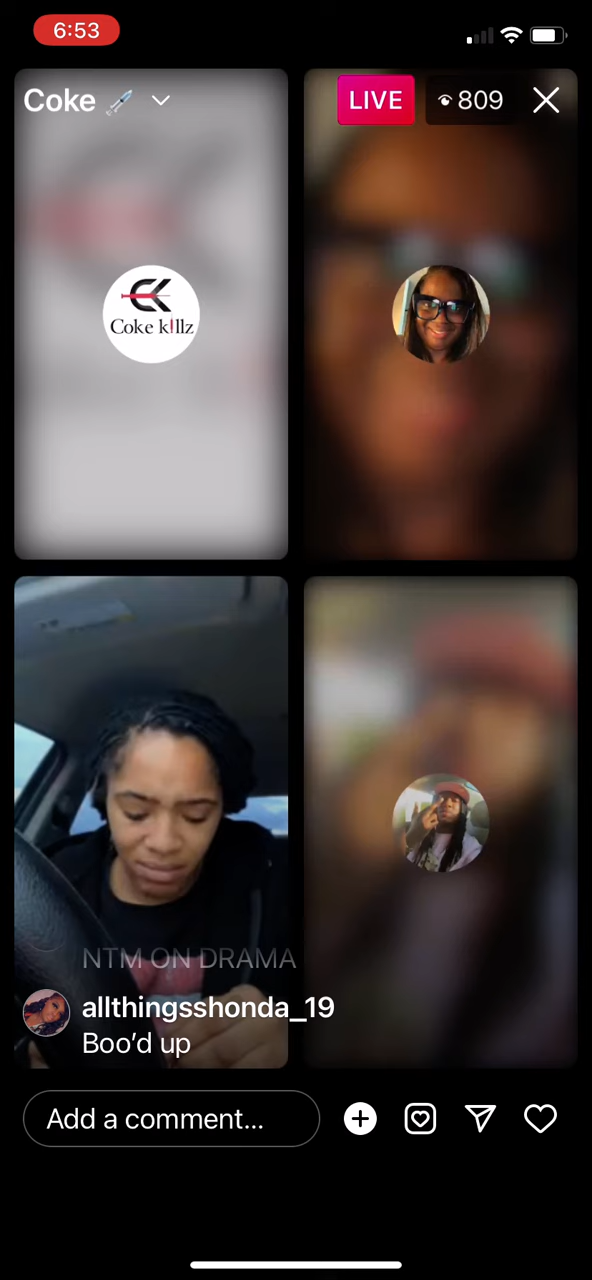 6:53
Coke
LIVE
809
Coke k!llz
NTM ON DRAMA
allthingsshonda_19
Boo’d up
Add a comment...